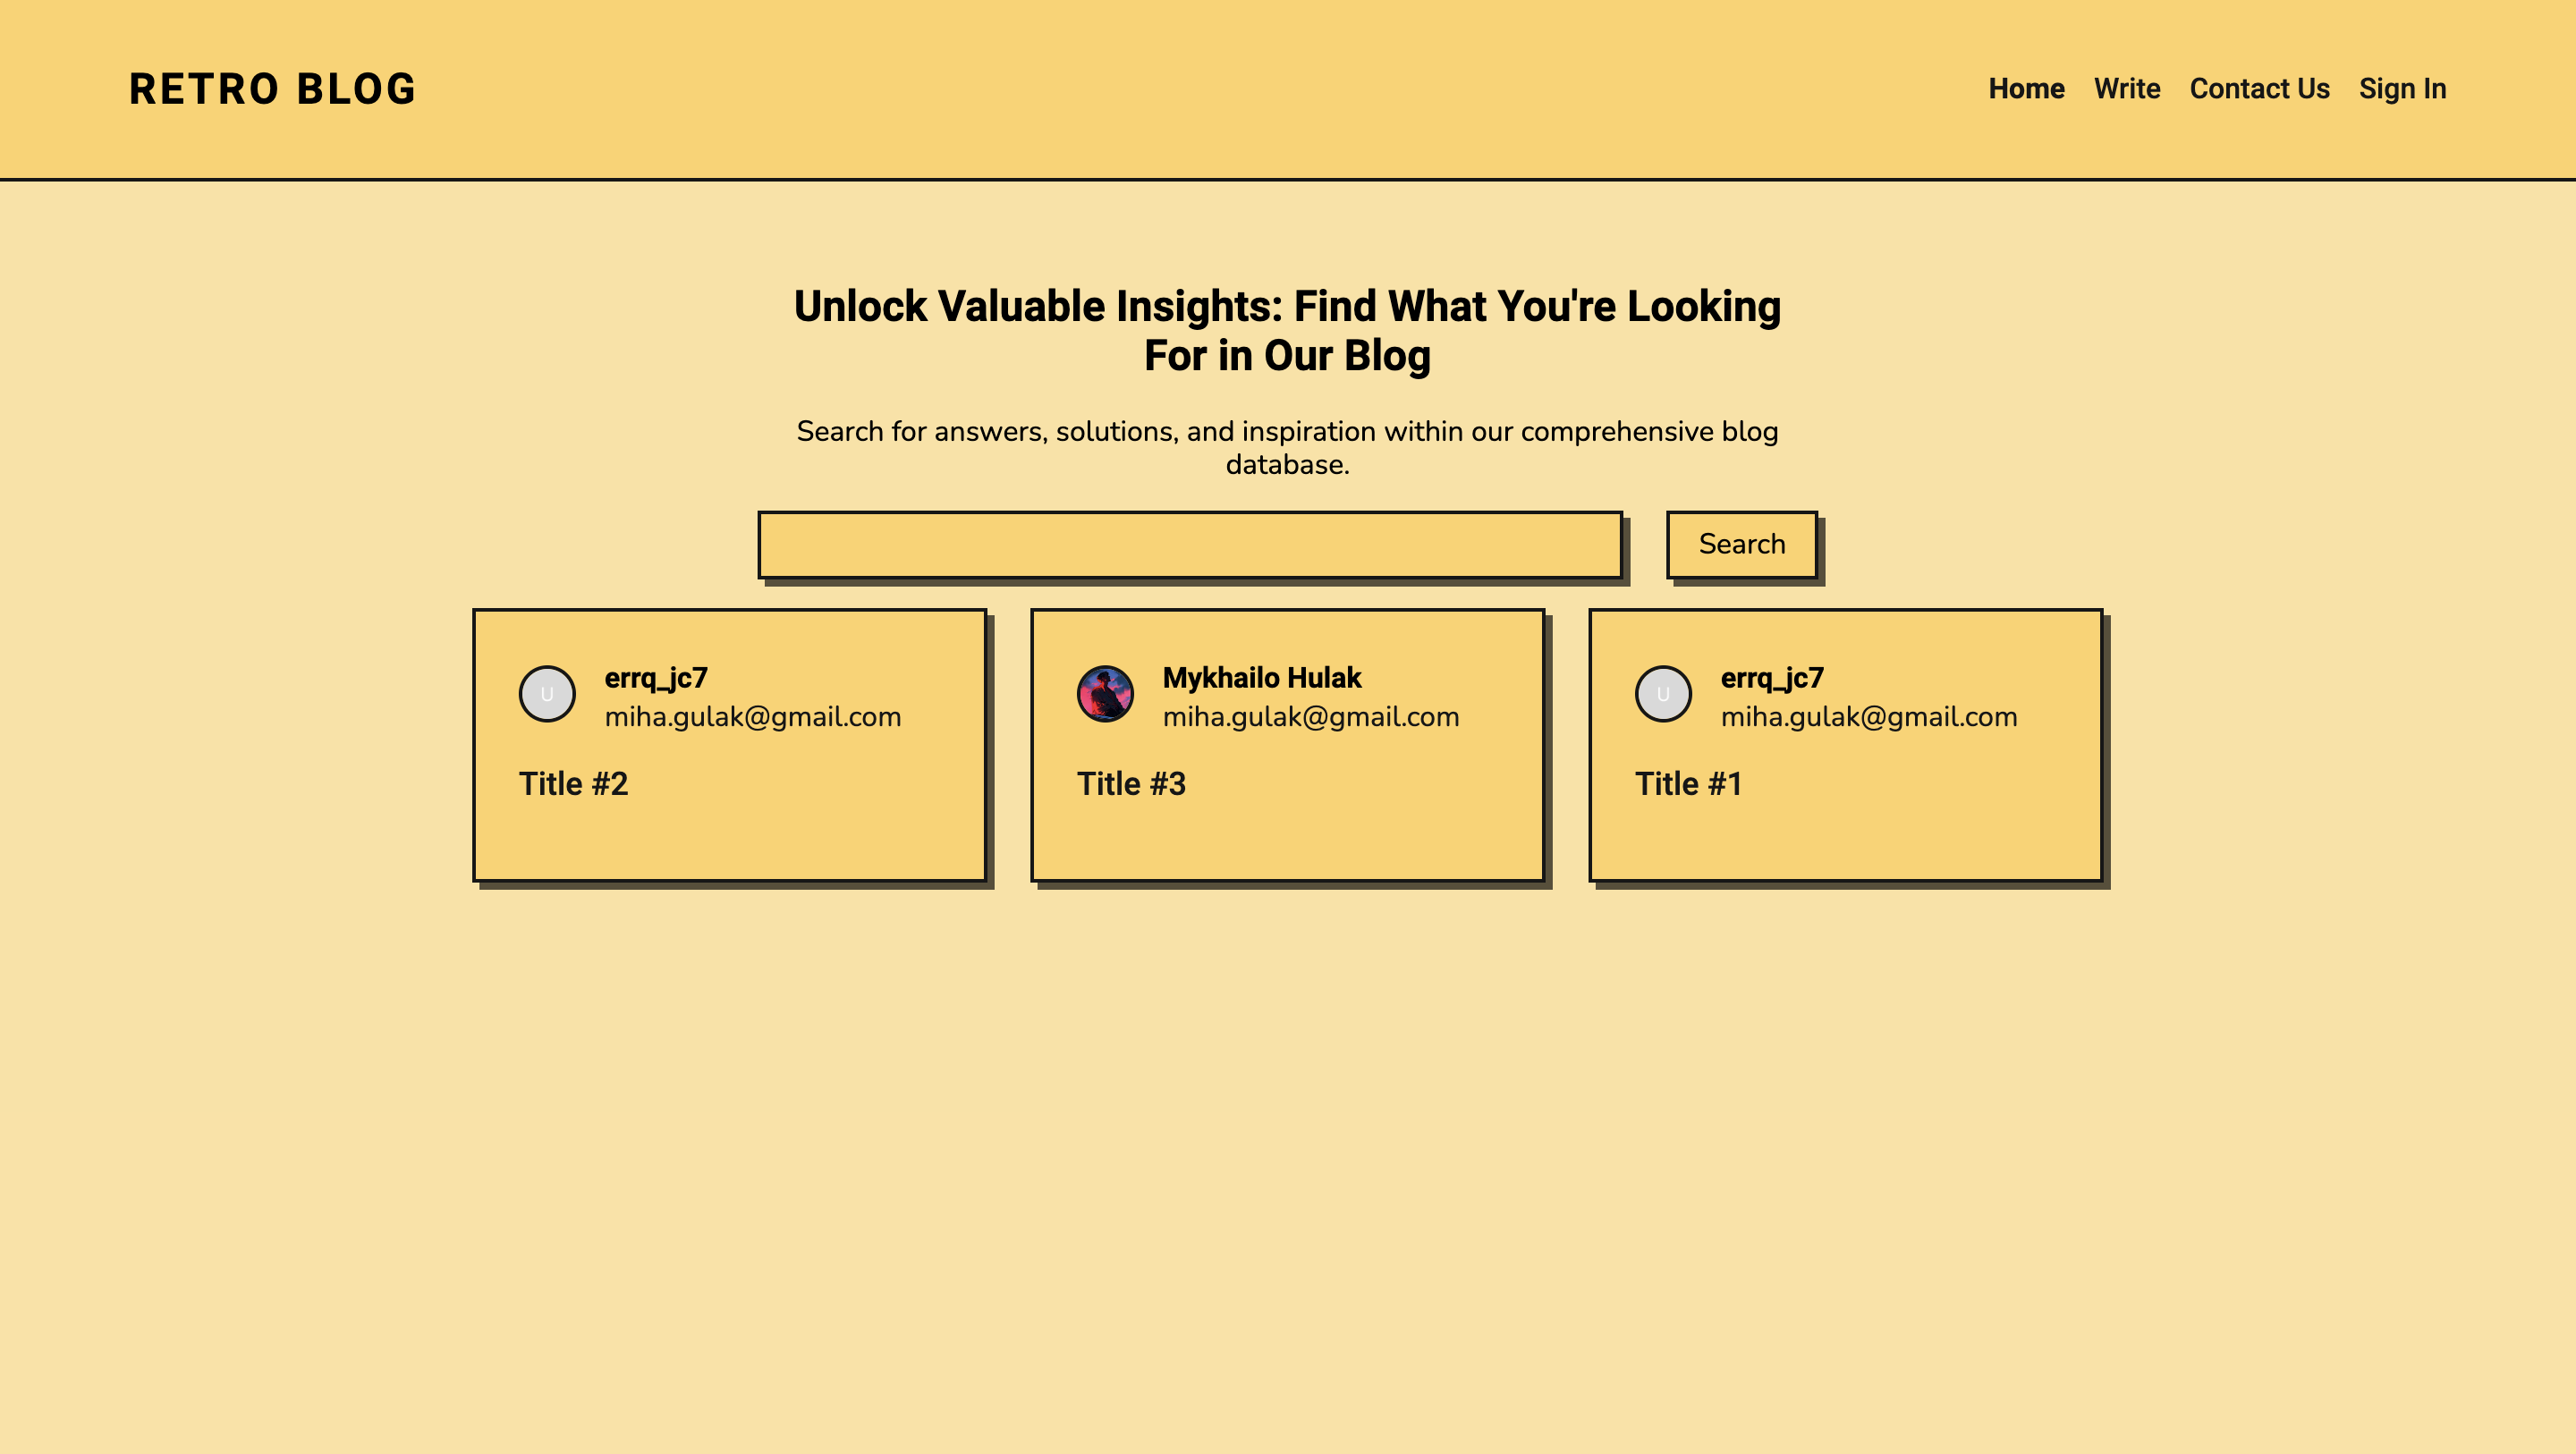 RETRO BLOG
Home Write Contact Us Sign In
Unlock Valuable Insights: Find What You're Looking
For in Our Blog
Search for answers, solutions, and inspiration within our comprehensive blog
database.
Search
U
errq_jc7
miha.gulak@gmail.com
Title #2
Mykhailo Hulak
miha.gulak@gmail.com
Title #3
U
errq_jc7
miha.gulak@gmail.com
Title #1